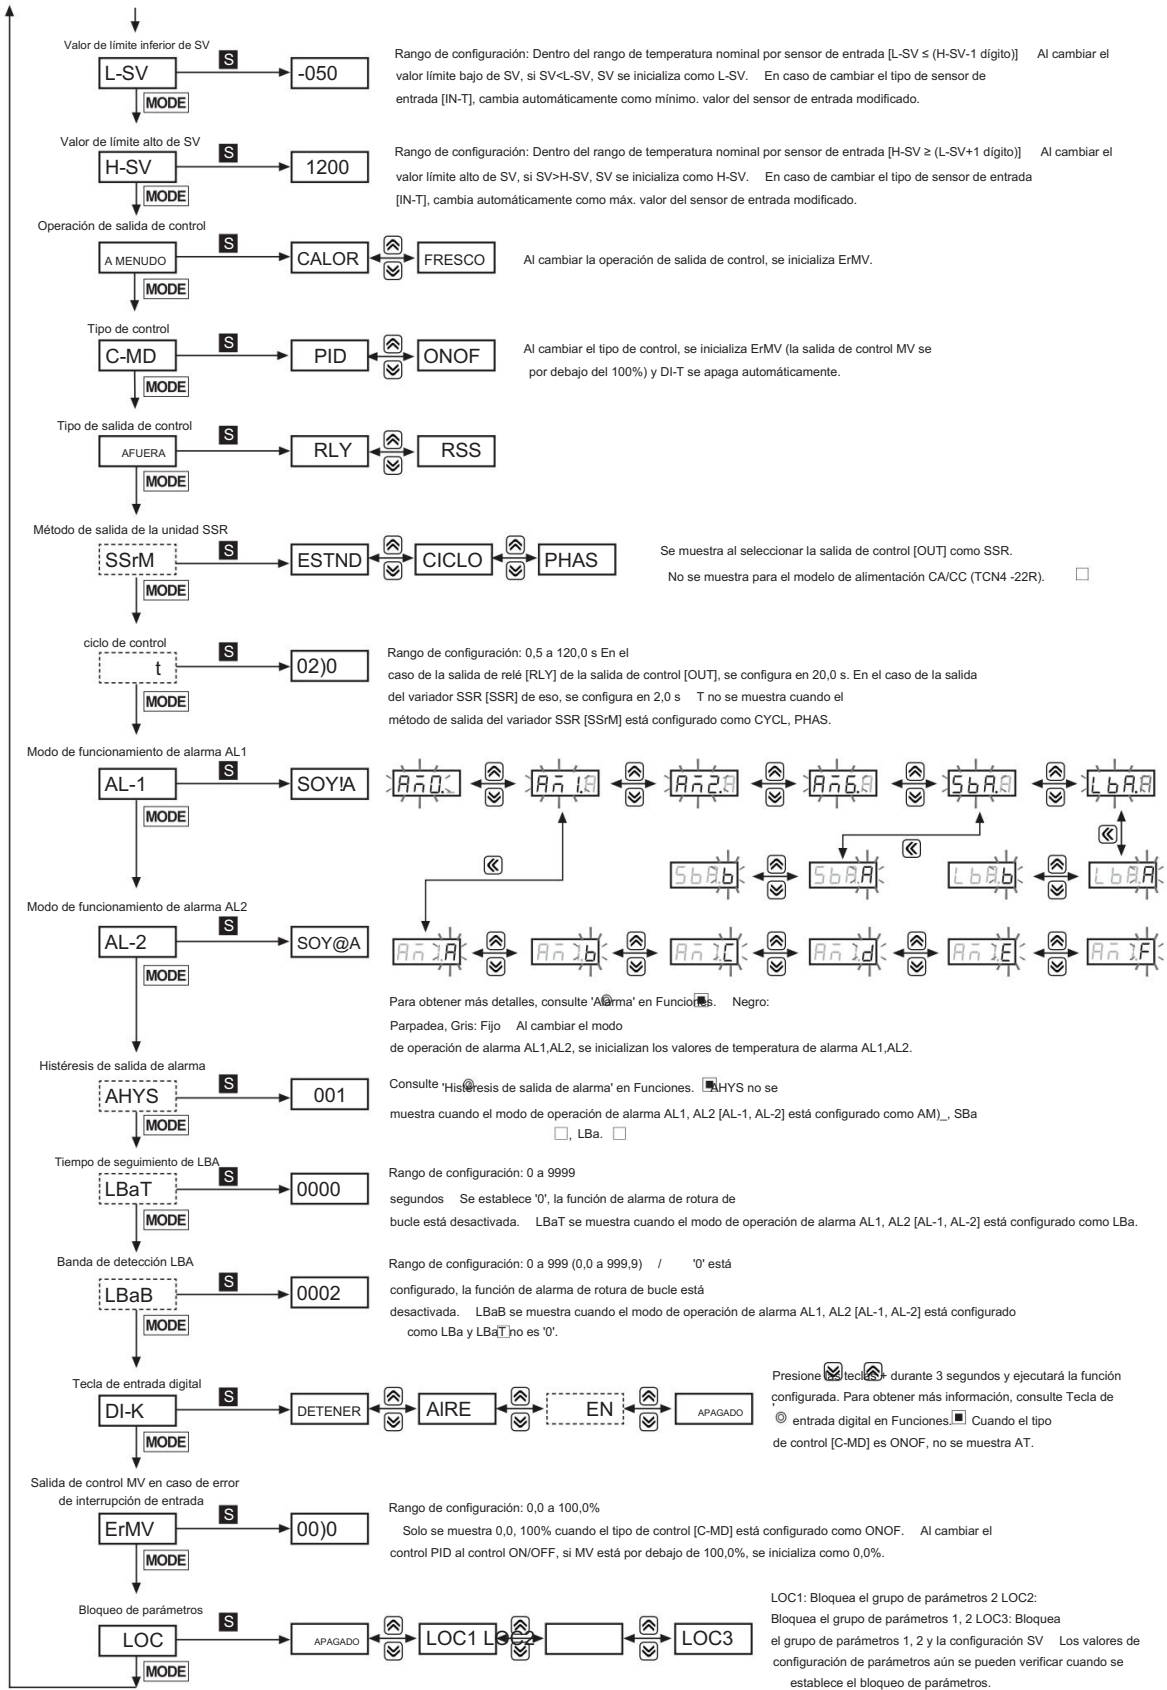 Valor de límite inferior de SV
L-SV
S
-050
MODE
Rango de configuración: Dentro del rango de temperatura nominal por sensor de entrada [L-SV ≤ (H-SV-1 dígito)] Al cambiar el
valor límite bajo de SV, si SV<L-SV, SV se inicializa como L-SV. En caso de cambiar el tipo de sensor de
entrada [IN-T], cambia automáticamente como mínimo. valor del sensor de entrada modificado.
Valor de límite alto de SV
H-SV
S
1200
MODE
Rango de configuración: Dentro del rango de temperatura nominal por sensor de entrada [H-SV ≥ (L-SV+1 dígito)] Al cambiar el
valor límite alto de SV, si SV>H-SV, SV se inicializa como H-SV. En caso de cambiar el tipo de sensor de entrada
[IN-T], cambia automáticamente como máx. valor del sensor de entrada modificado.
Operación de salida de control
A MENUDO
S
CALOR
FRESCO
MODE
Al cambiar la operación de salida de control, se inicializa ErMV.
Tipo de control
C-MD
S
PID
ONOF
MODE
Al cambiar el tipo de control, se inicializa ErMV (la salida de control MV se
por debajo del 100%) y DI-T se apaga automáticamente.
Tipo de salida de control
AFUERA
S
RLY
RSS
MODE
Método de salida de la unidad SSR
SSrM
S
ESTND
CICLO
PHAS
MODE
Se muestra al seleccionar la salida de control [OUT] como SSR.
No se muestra para el modelo de alimentación CA/CC (TCN4 -22R).
ciclo de control
t
S
02)0
MODE
Rango de configuración: 0,5 a 120,0 s En el
caso de la salida de relé [RLY] de la salida de control [OUT], se configura en 20,0 s. En el caso de la salida
del variador SSR [SSR] de eso, se configura en 2,0 s T no se muestra cuando el
método de salida del variador SSR [SSrM] está configurado como CYCL, PHAS.
Modo de funcionamiento de alarma AL1
AL-1
S
SOY!A
MODE
Am0.
Am1.A
Am2.A
Am6.A
SbA.A
LbA.A
SbA.b
SbA.A
LbA.b
LbA.A
Modo de funcionamiento de alarma AL2
AL-2
S
SOY@A
MODE
Am1.A
Am1.b
Am1.C
Am1.d
Am1.E
Am1.F
Para obtener más detalles, consulte 'Alarma' en Funciones. Negro:
Parpadea, Gris: Fijo Al cambiar el modo
de operación de alarma AL1,AL2, se inicializan los valores de temperatura de alarma AL1,AL2.
Histéresis de salida de alarma
AHYS
S
001
MODE
Consulte 'Histéresis de salida de alarma' en Funciones. AHYS no se
muestra cuando el modo de operación de alarma AL1, AL2 [AL-1, AL-2] está configurado como AM)_, SBa
, LBa.
Tiempo de seguimiento de LBA
LBaT
S
0000
MODE
Rango de configuración: 0 a 9999
segundos Se establece '0', la función de alarma de rotura de
bucle está desactivada. LBaT se muestra cuando el modo de operación de alarma AL1, AL2 [AL-1, AL-2] está configurado como LBa.
Banda de detección LBA
LBaB
S
0002
MODE
Rango de configuración: 0 a 999 (0,0 a 999,9) / '0' está
configurado, la función de alarma de rotura de bucle está
desactivada. LBaB se muestra cuando el modo de operación de alarma AL1, AL2 [AL-1, AL-2] está configurado
como LBa y LBaT no es '0'.
Tecla de entrada digital
DI-K
S
DETENER
AIRE
EN
APAGADO
MODE
Presione las teclas + durante 3 segundos y ejecutará la función
configurada. Para obtener más información, consulte Tecla de
' entrada digital en Funciones. Cuando el tipo
de control [C-MD] es ONOF, no se muestra AT.
Salida de control MV en caso de error
de interrupción de entrada
ErMV
S
00)0
MODE
Rango de configuración: 0,0 a 100,0%
Solo se muestra 0,0, 100% cuando el tipo de control [C-MD] está configurado como ONOF. Al cambiar el
control PID al control ON/OFF, si MV está por debajo de 100,0%, se inicializa como 0,0%.
Bloqueo de parámetros
LOC
S
APAGADO
LOC1 LOC2
LOC3
MODE
LOC1: Bloquea el grupo de parámetros 2 LOC2:
Bloquea el grupo de parámetros 1, 2 LOC3: Bloquea
el grupo de parámetros 1, 2 y la configuración SV Los valores de
configuración de parámetros aún se pueden verificar cuando se
establece el bloqueo de parámetros.